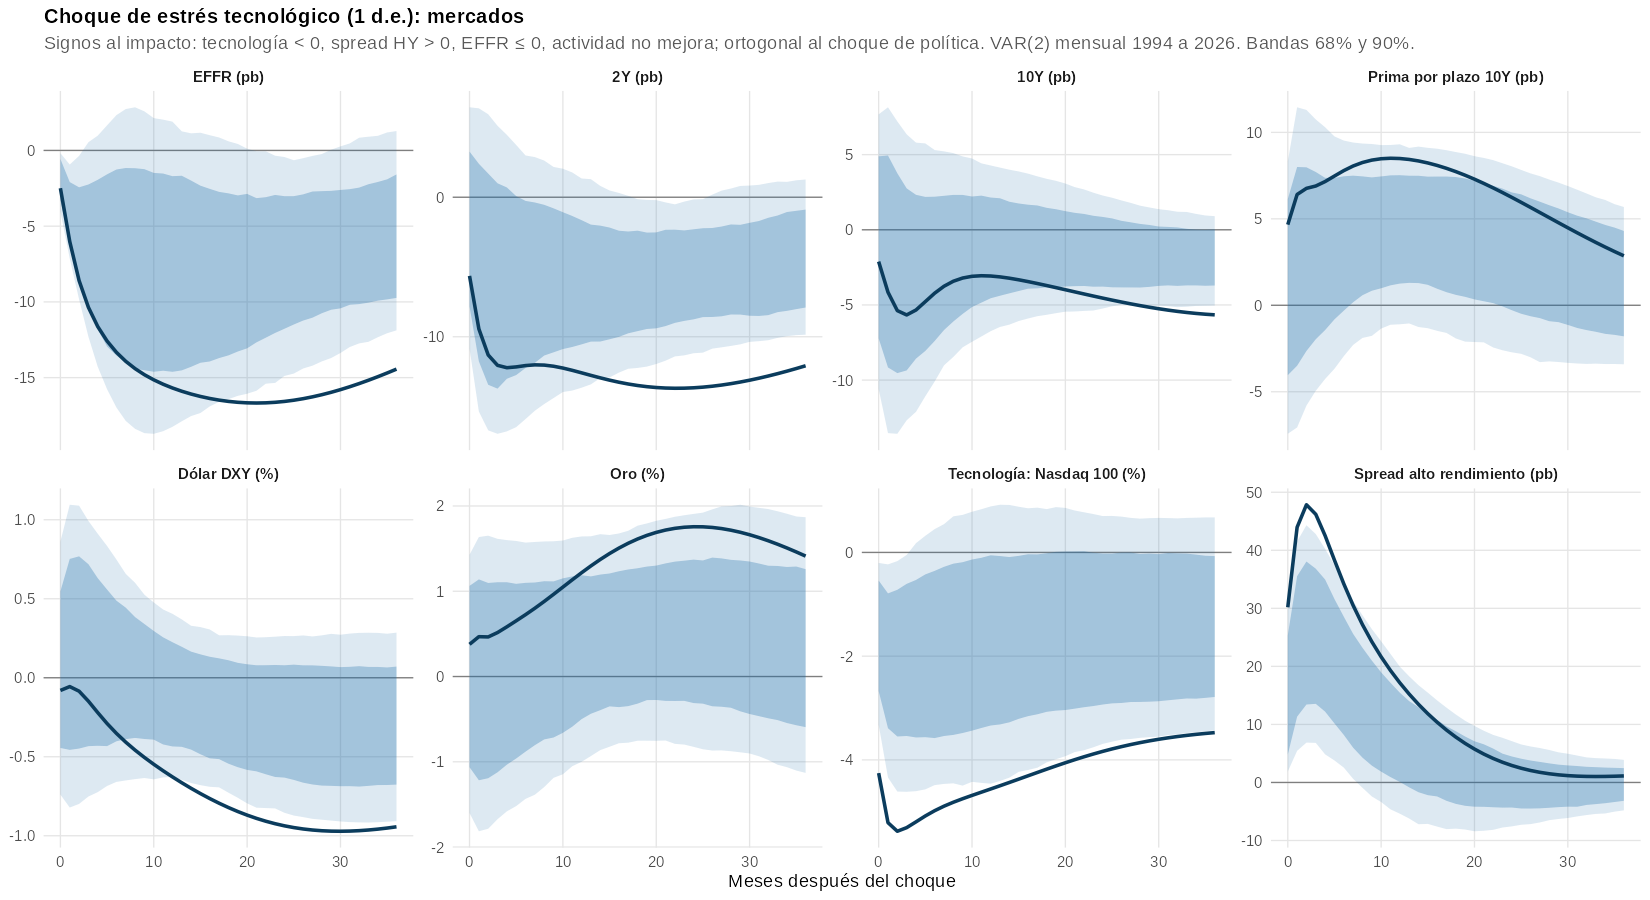 Choque de estrés tecnológico (1 d.e.): mercados
Signos al impacto: tecnología < 0, spread HY > 0, EFFR ≤ 0, actividad no mejora; ortogonal al choque de política. VAR(2) mensual 1994 a 2026. Bandas 68% y 90%.
EFFR (pb)
0
-5
-10
-15
2Y (pb)
0
-10
10Y (pb)
5
0
-5
-10
Prima por plazo 10Y (pb)
10
5
0
-5
Dólar DXY (%)
1.0
0.5
0.0
-0.5
-1.0
0 10 20 30
Oro (%)
2
1
0
-1
-2
0 10 20 30
Tecnología: Nasdaq 100 (%)
0
-2
-4
0 10 20 30
Spread alto rendimiento (pb)
50
40
30
20
10
0
-10
0 10 20 30
Meses después del choque